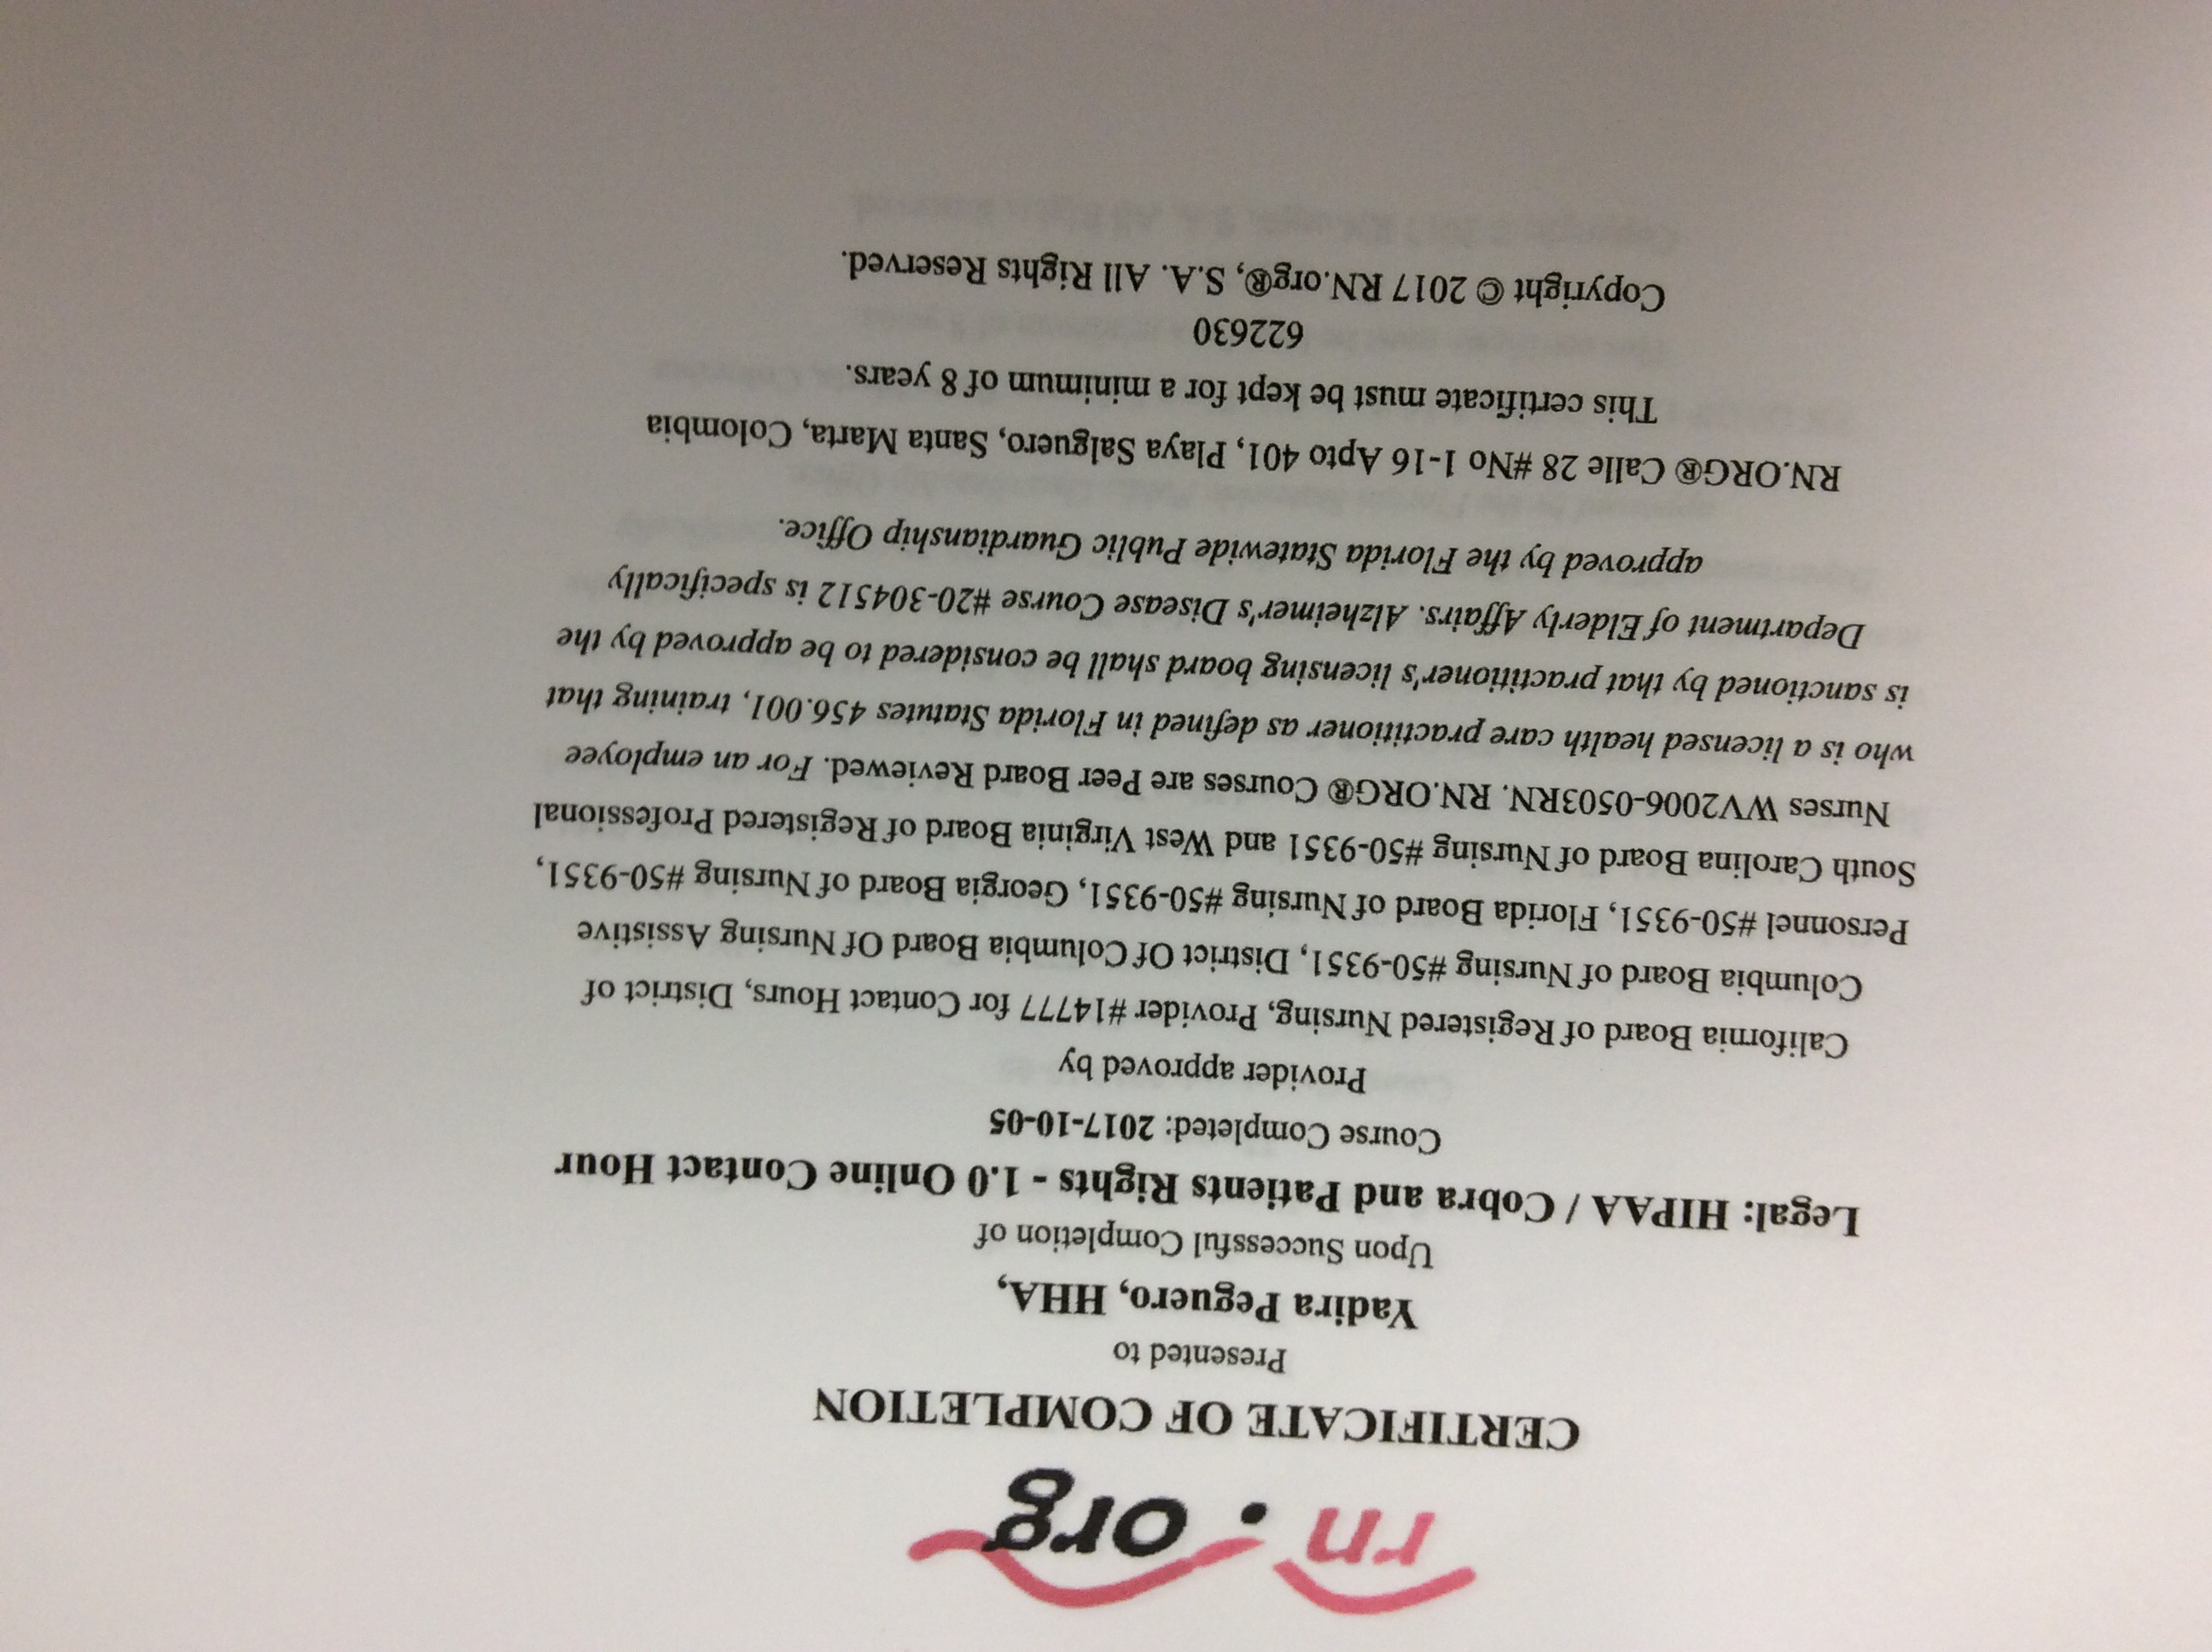 rn.org
CERTIFICATE OF COMPLETION
Presented to
Yadira Peguero, HHA,
Upon Successful Completion of
Legal: HIPAA / Cobra and Patients Rights - 1.0 Online Contact Hour
Course Completed: 2017-10-05
Provider approved by
California Board of Registered Nursing, Provider #14777 for Contact Hours, District of
Columbia Board of Nursing #50-9351, District Of Columbia Board Of Nursing Assistive
Personnel #50-9351, Florida Board of Nursing #50-9351, Georgia Board of Nursing #50-9351,
South Carolina Board of Nursing #50-9351 and West Virginia Board of Registered Professional
Nurses WV2006-0503RN. RN.ORG® Courses are Peer Board Reviewed. For an employee
who is a licensed health care practitioner as defined in Florida Statutes 456.001, training that
is sanctioned by that practitioner's licensing board shall be considered to be approved by the
Department of Elderly Affairs. Alzheimer's Disease Course #20-304512 is specifically
approved by the Florida Statewide Public Guardianship Office.
RN.ORG® Calle 28 #No 1-16 Apto 401, Playa Salguero, Santa Marta, Colombia
This certificate must be kept for a minimum of 8 years.
622630
Copyright © 2017 RN.org®, S.A. All Rights Reserved.